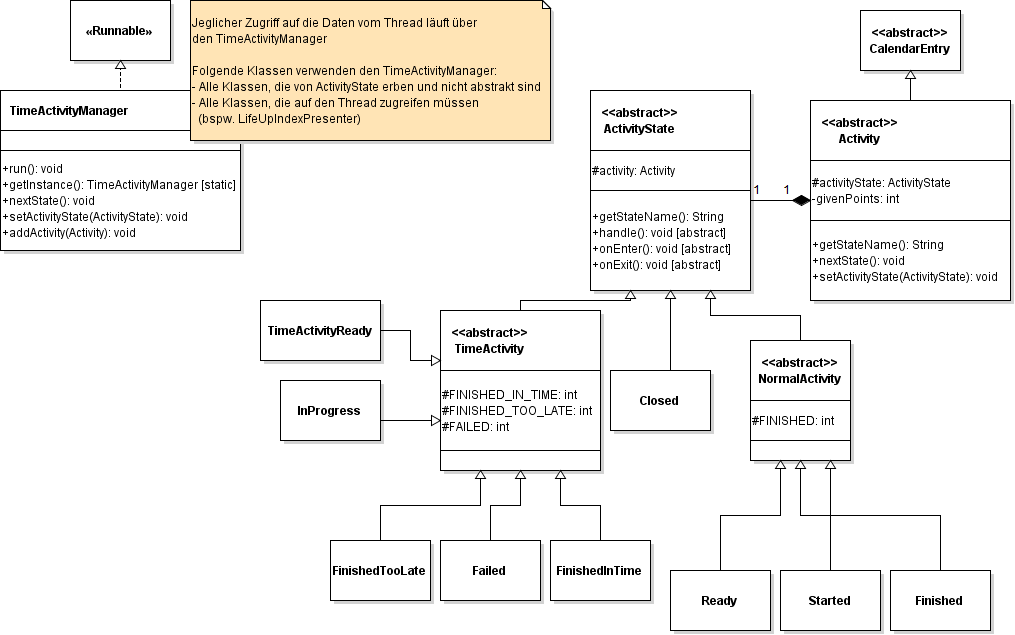 «Runnable»
TimeActivityManager
+run(): void
+getInstance(): TimeActivityManager [static]
+nextState(): void
+setActivityState(ActivityState): void
+addActivity(Activity): void
Jeglicher Zugriff auf die Daten vom Thread läuft über
den TimeActivityManager
Folgende Klassen verwenden den TimeActivityManager:
- Alle Klassen, die von ActivityState erben und nicht abstrakt sind
- Alle Klassen, die auf den Thread zugreifen müssen
(bspw. LifeUpIndexPresenter)
<<abstract>>
ActivityState
#activity: Activity
+getStateName(): String
+handle(): void [abstract]
+onEnter(): void [abstract]
+onExit(): void [abstract]
1
1
<<abstract>>
CalendarEntry
<<abstract>>
Activity
#activityState: ActivityState
-givenPoints: int
+getStateName(): String
+nextState(): void
+setActivityState(ActivityState): void
TimeActivityReady
InProgress
<<abstract>>
TimeActivity
#FINISHED_IN_TIME: int
#FINISHED_TOO_LATE: int
#FAILED: int
Closed
<<abstract>>
NormalActivity
#FINISHED: int
FinishedTooLate
Failed
FinishedInTime
Ready
Started
Finished